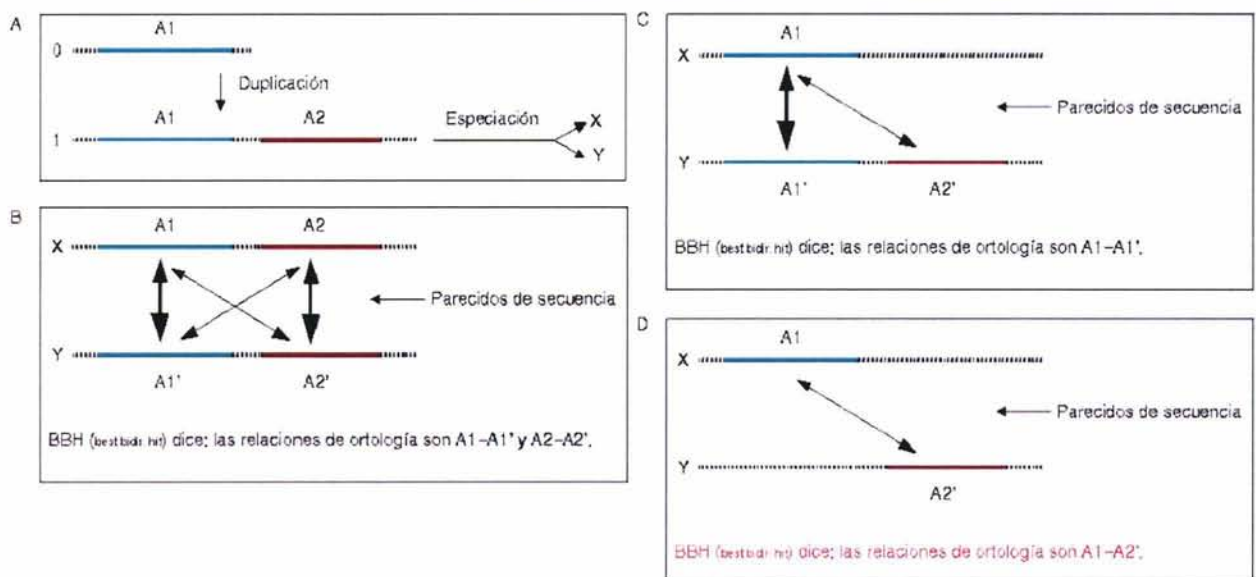 A
A1
0
Duplicación
A1 A2
1
Especiación
X
Y
B
A1 A2
X
Parecidos de secuencia
Y
A1' A2'
BBH (best bidir. hit) dice; las relaciones de ortología son A1-A1' y A2-A2'.
C
A1
X
Parecidos de secuencia
Y
A1' A2'
BBH (best bidir. hit) dice; las relaciones de ortología son A1-A1'.
D
A1
X
Parecidos de secuencia
Y
A2'
BBH (best bidir. hit) dice; las relaciones de ortología son A1-A2'.